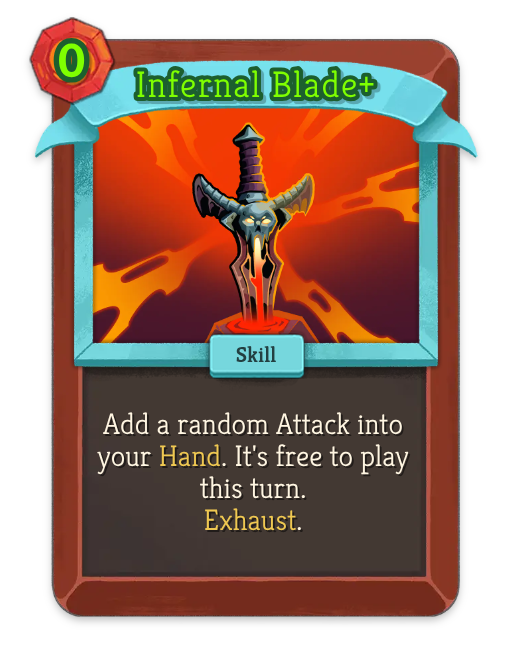 0
Infernal Blade+
Skill
Add a random Attack into
your Hand. It's free to play
this turn.
Exhaust.